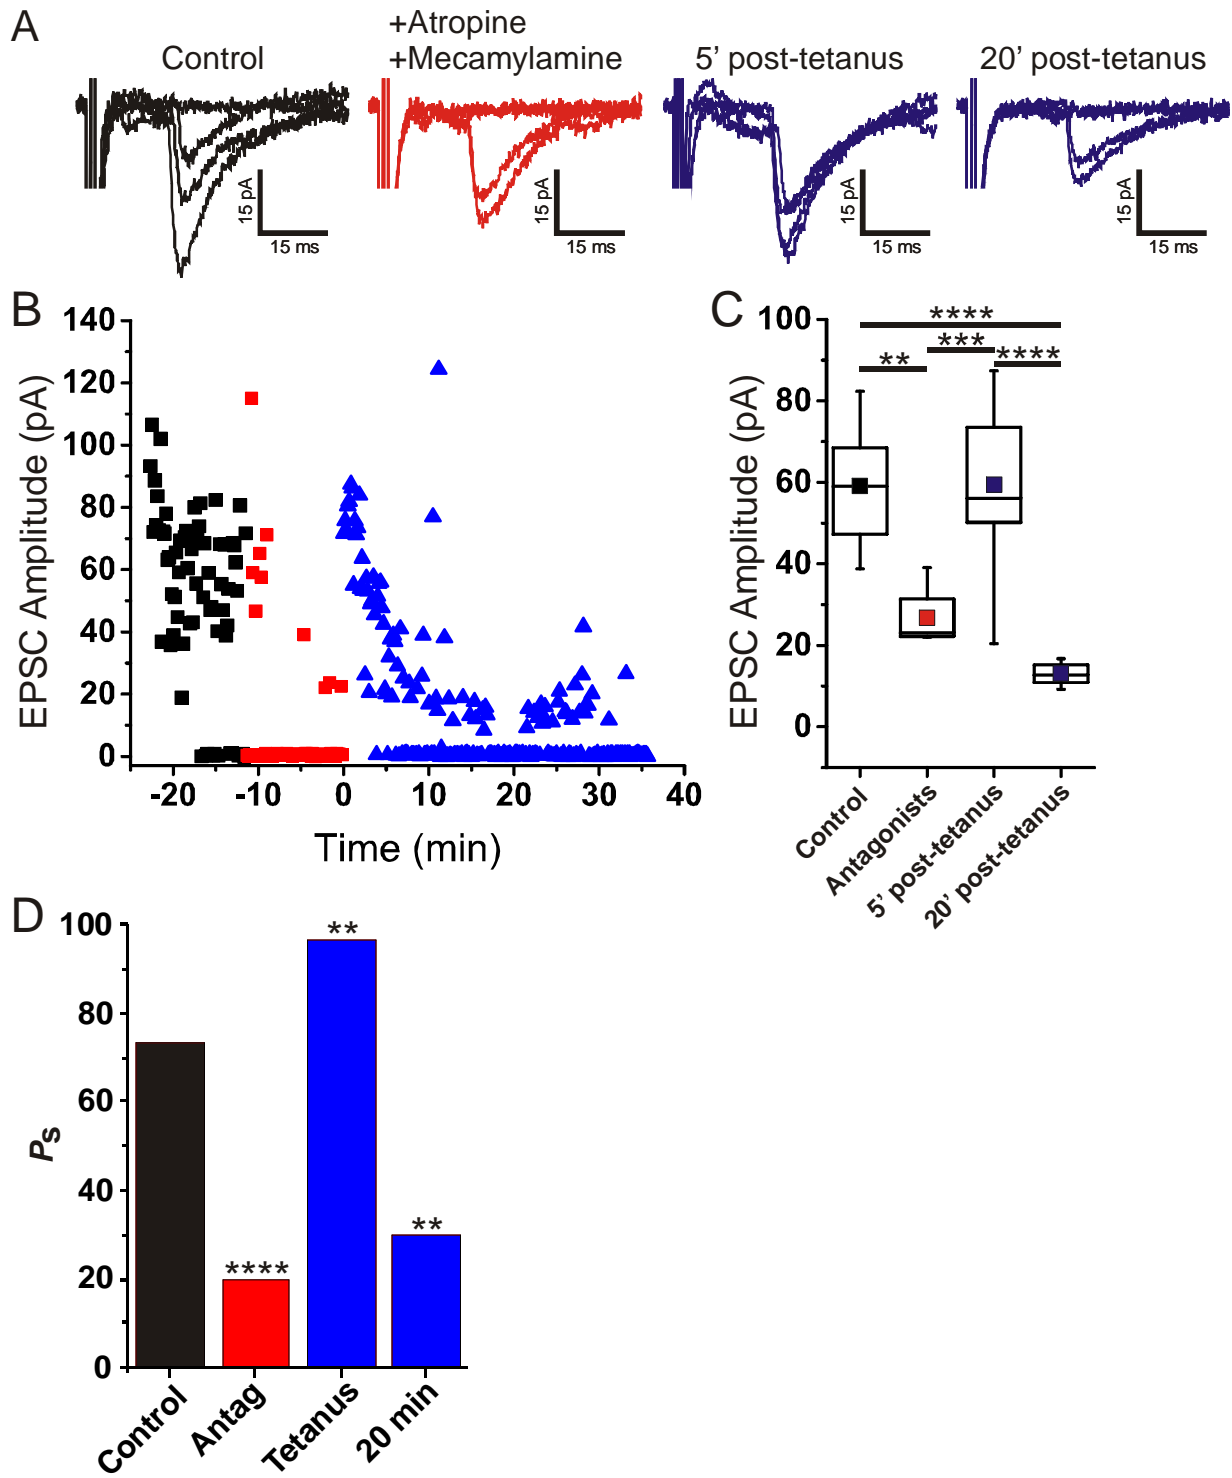 A
Control
+Atropine
+Mecamylamine
5’ post-tetanus
20’ post-tetanus
15 pA
15 ms
15 pA
15 ms
15 pA
15 ms
15 pA
15 ms
B
EPSC Amplitude (pA)
140
120
100
80
60
40
20
0
-20
-10
0
10
20
30
40
Time (min)
C
EPSC Amplitude (pA)
100
80
60
40
20
0
****
***
**
****
Control
Antagonists
5’ post-tetanus
20’ post-tetanus
D
Ps
100
80
60
40
20
0
****
**
**
Control
Antag
Tetanus
20 min